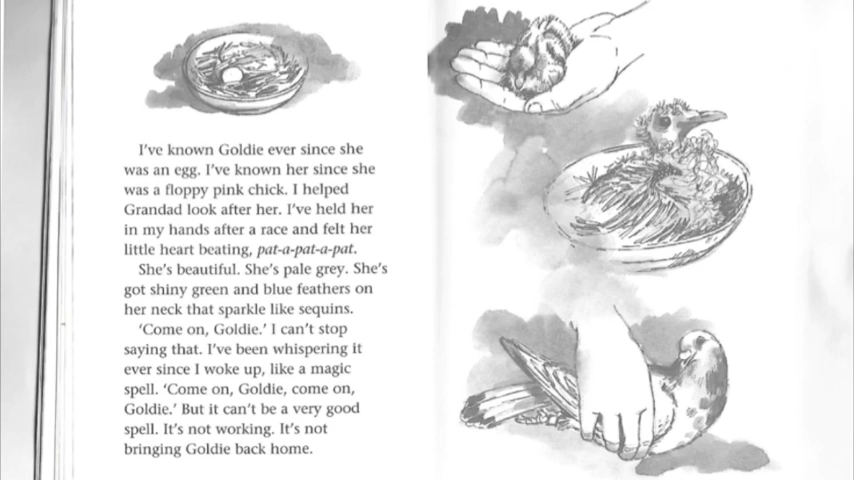 I've known Goldie ever since she
was an egg. I've known her since she
was a floppy pink chick. I helped
Grandad look after her. I've held her
in my hands after a race and felt her
little heart beating, pat-a-pat-a-pat.
She's beautiful. She's pale grey. She's
got shiny green and blue feathers on
her neck that sparkle like sequins.
'Come on, Goldie.' I can't stop
saying that. I've been whispering it
ever since I woke up, like a magic
spell. 'Come on, Goldie, come on,
Goldie.' But it can't be a very good
spell. It's not working. It's not
bringing Goldie back home.